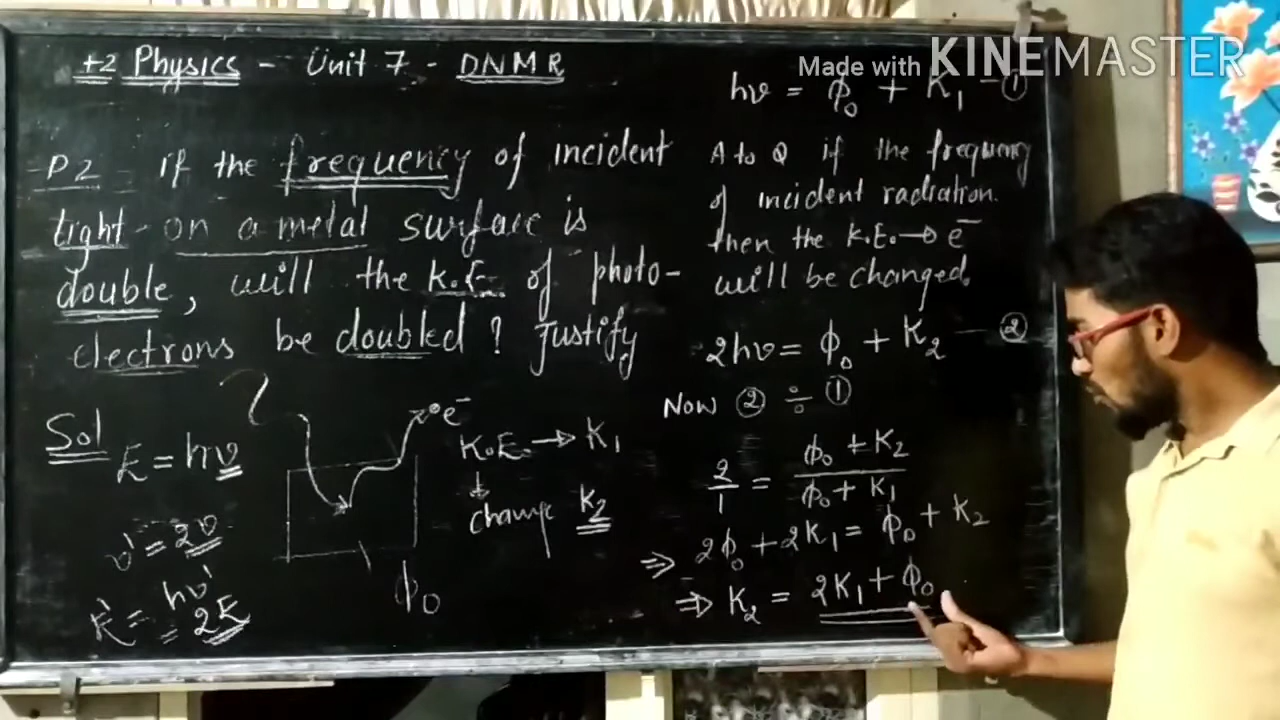 +2 Physics - Unit 7 - DNMR
P2 if the frequency of incident
light on a metal surface is
double, will the K.E. of photo-
electrons be doubled ? Justify
Sol
E = hν
ν' = 2ν
E' = hν'
= 2E
e⁻
K.E. → K₁
↓
change K₂
ϕ₀
Made with KINEMASTER
hν = ϕ₀ + K₁ - ①
A to Q if the frequency
of incident radiation.
then the K.E. → e⁻
will be changed.
2hν = ϕ₀ + K₂ - ②
Now ② ÷ ①
2/1 = ϕ₀ + K₂ / ϕ₀ + K₁
⇒ 2ϕ₀ + 2K₁ = ϕ₀ + K₂
⇒ K₂ = 2K₁ + ϕ₀